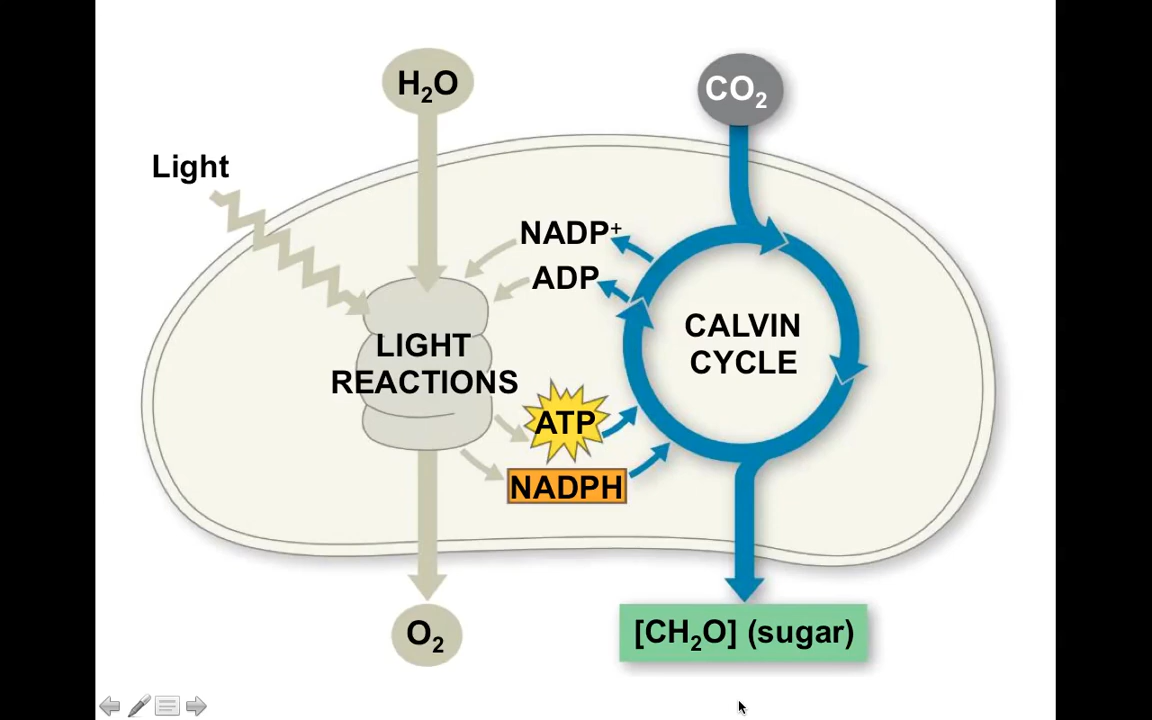 H₂O
CO₂
Light
NADP⁺
ADP
LIGHT
REACTIONS
CALVIN
CYCLE
ATP
NADPH
O₂
[CH₂O] (sugar)